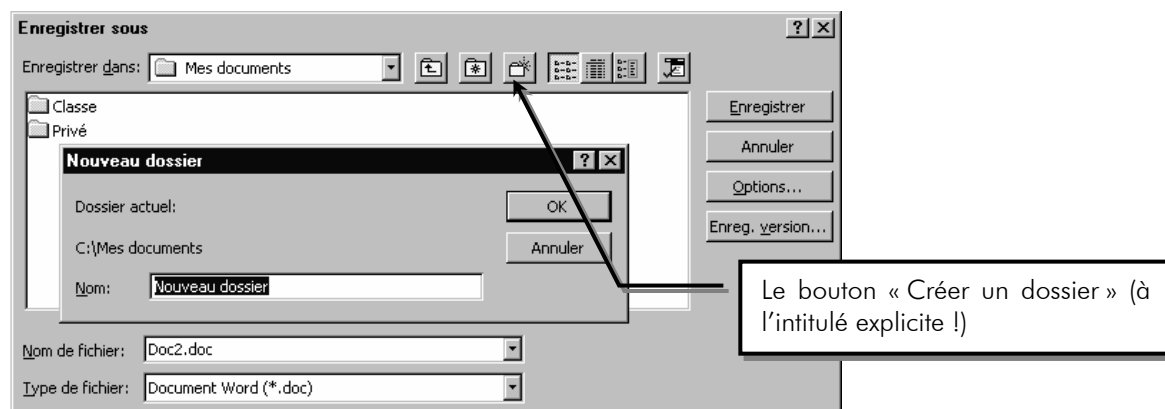 Enregistrer sous
Enregistrer dans: Mes documents
Classe
Privé
Enregistrer
Annuler
Options...
Enreg. version...
Nouveau dossier
Dossier actuel:
OK
C:\Mes documents
Annuler
Nom: Nouveau dossier
Le bouton « Créer un dossier » (à
l'intitulé explicite !)
Nom de fichier: Doc2.doc
Type de fichier: Document Word (*.doc)